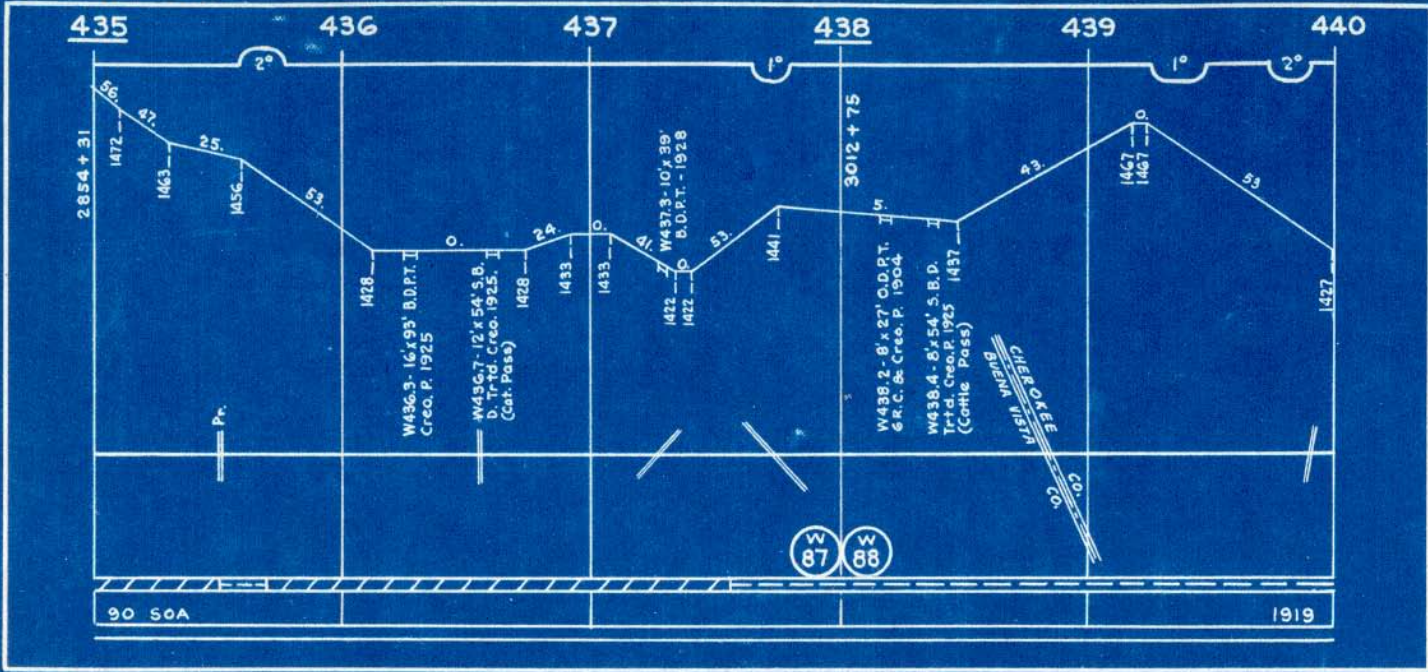 435 436 437 438 439 440
2° 1° 1° 2°
2854 + 31
3012 + 75
56. 47. 25. 53. 0. 24. 0. 41. 0 53. 5. 43. 0. 53
1472
1463
1456
1428
1428
1433
1433
1422
1422
1441
1437
1467
1467
1427
W436.3 - 16'x 93' B.D.P.T.
Creo. P. 1925
W436.7 - 12'x 54' S.B.
D. Trtd. Creo. 1925.
(Cat. Pass)
W437.3 - 10'x 39'
B.D.P.T. - 1928
W438.2 - 8'x 27' O.D.P.T.
6 R.C. & Creo. P. 1904
W438.4 - 8'x 54' S.B.D.
Trtd. Creo. P. 1925
(Cattle Pass)
Pr.
CHEROKEE CO.
BUENA VISTA CO.
W
87
W
88
90 SOA 1919